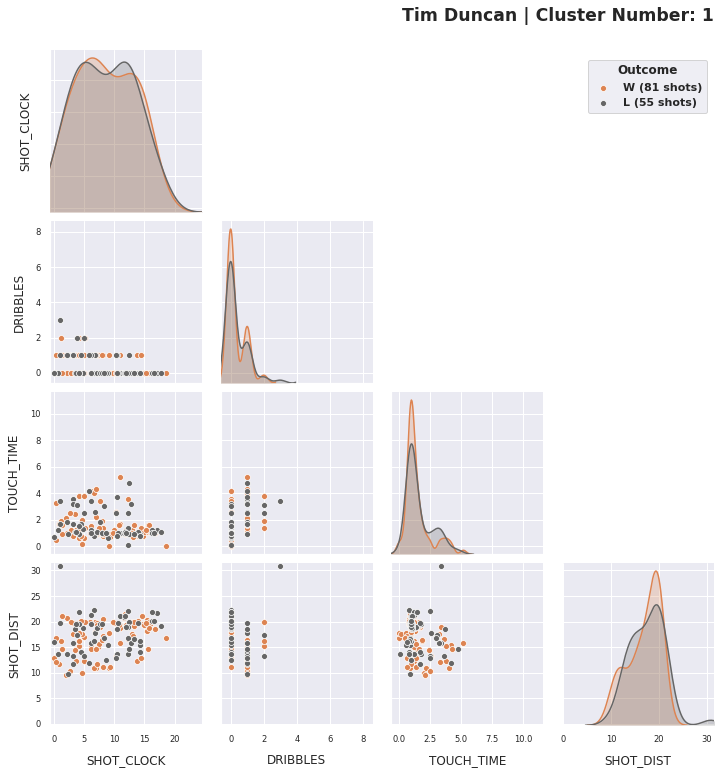 Tim Duncan | Cluster Number: 1
Outcome
W (81 shots)
L (55 shots)
SHOT_CLOCK
8
6
4
2
0
DRIBBLES
10
8
6
4
2
0
TOUCH_TIME
30
25
20
15
10
5
0
SHOT_DIST
0 5 10 15 20
0 2 4 6 8
0.0 2.5 5.0 7.5 10.0
0 10 20 30
SHOT_CLOCK
DRIBBLES
TOUCH_TIME
SHOT_DIST